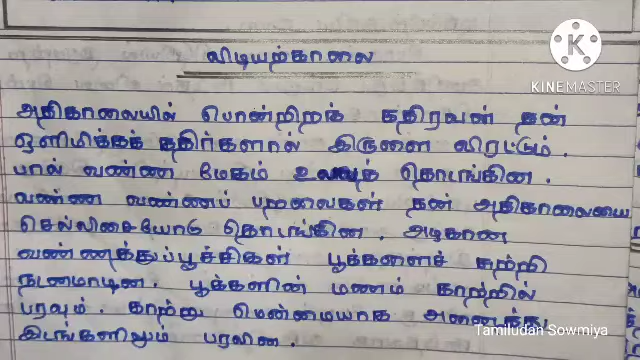 விடியற்காலை
KINEMASTER
அதிகாலையில் பொன்நிறக் கதிரவன் தன்
ஒளிமிக்கக் கதிர்களால் இருளை விரட்டும்.
பால் வண்ண மேகம் உலவுத் தொடங்கின.
வண்ண வண்ணப் பறவைகள் தன் அதிகாலையை
மெல்லிசையோடு தொடங்கின. அழகான
வண்ணத்துப்பூச்சிகள் பூக்களைச் சுற்றி
நடனமாடின. பூக்களின் மணம் காற்றில்
பரவும். காற்று மென்மையாக அனைத்து
இடங்களிலும் பரவின.
Tamiludan Sowmiya